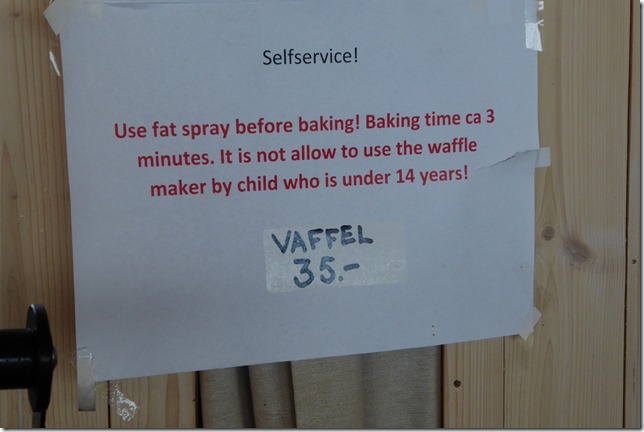 Selfservice!
Use fat spray before baking! Baking time ca 3
minutes. It is not allow to use the waffle
maker by child who is under 14 years!
VAFFEL
35.-